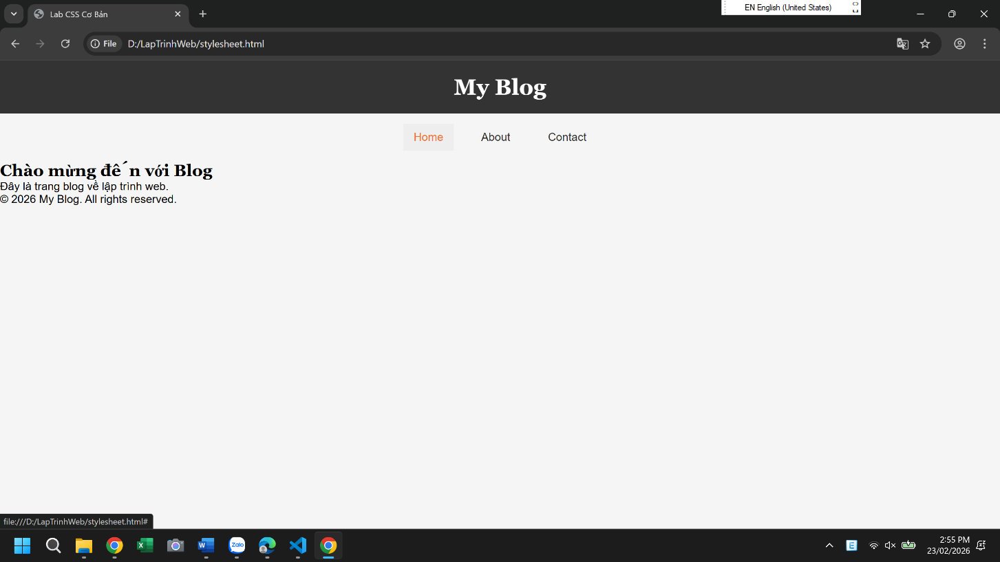 Lab CSS Cơ Bản
EN English (United States)
File
D:/LapTrinhWeb/stylesheet.html
My Blog
Home
About
Contact
Chào mừng đến với Blog
Đây là trang blog về lập trình web.
© 2026 My Blog. All rights reserved.
file:///D:/LapTrinhWeb/stylesheet.html#
Zalo
E
2:55 PM
23/02/2026